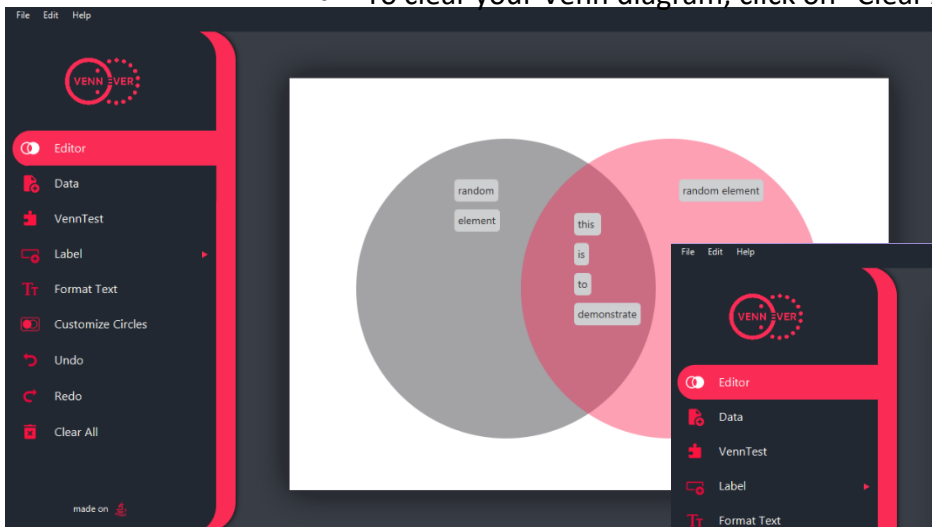 To clear your Venn diagram, click on "Clear
File Edit Help
VENN EVER
Editor
Data
VennTest
Label
Format Text
Customize Circles
Undo
Redo
Clear All
made on
random
element
this
is
to
demonstrate
random element
File Edit Help
VENN EVER
Editor
Data
VennTest
Label
Format Text